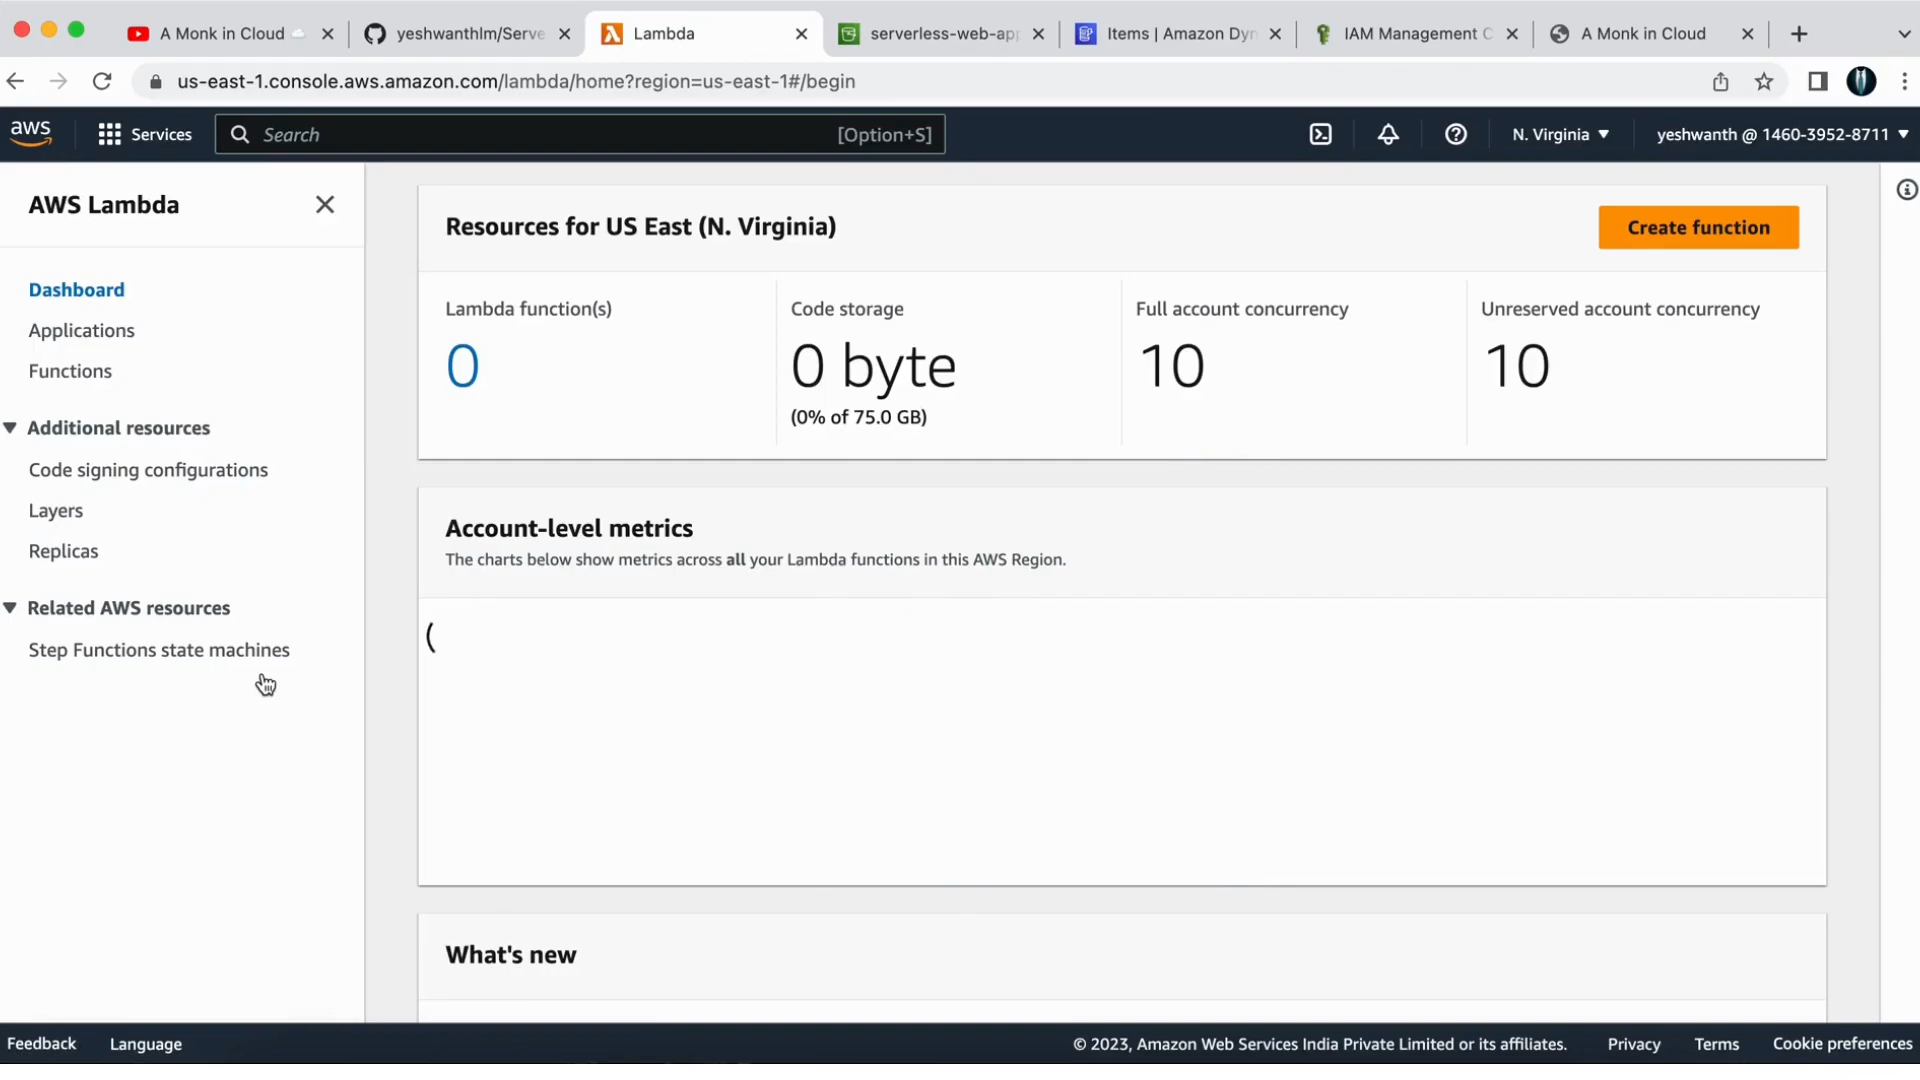 A Monk in Cloud
yeshwanthlm/Serve
Lambda
serverless-web-app
Items | Amazon Dyn
IAM Management C
A Monk in Cloud
us-east-1.console.aws.amazon.com/lambda/home?region=us-east-1#/begin
aws
Services
Search
[Option+S]
N. Virginia
yeshwanth @ 1460-3952-8711
AWS Lambda
Dashboard
Applications
Functions
Additional resources
Code signing configurations
Layers
Replicas
Related AWS resources
Step Functions state machines
Resources for US East (N. Virginia)
Create function
Lambda function(s)
0
Code storage
0 byte
(0% of 75.0 GB)
Full account concurrency
10
Unreserved account concurrency
10
Account-level metrics
The charts below show metrics across all your Lambda functions in this AWS Region.
What's new
Feedback
Language
© 2023, Amazon Web Services India Private Limited or its affiliates.
Privacy
Terms
Cookie preferences